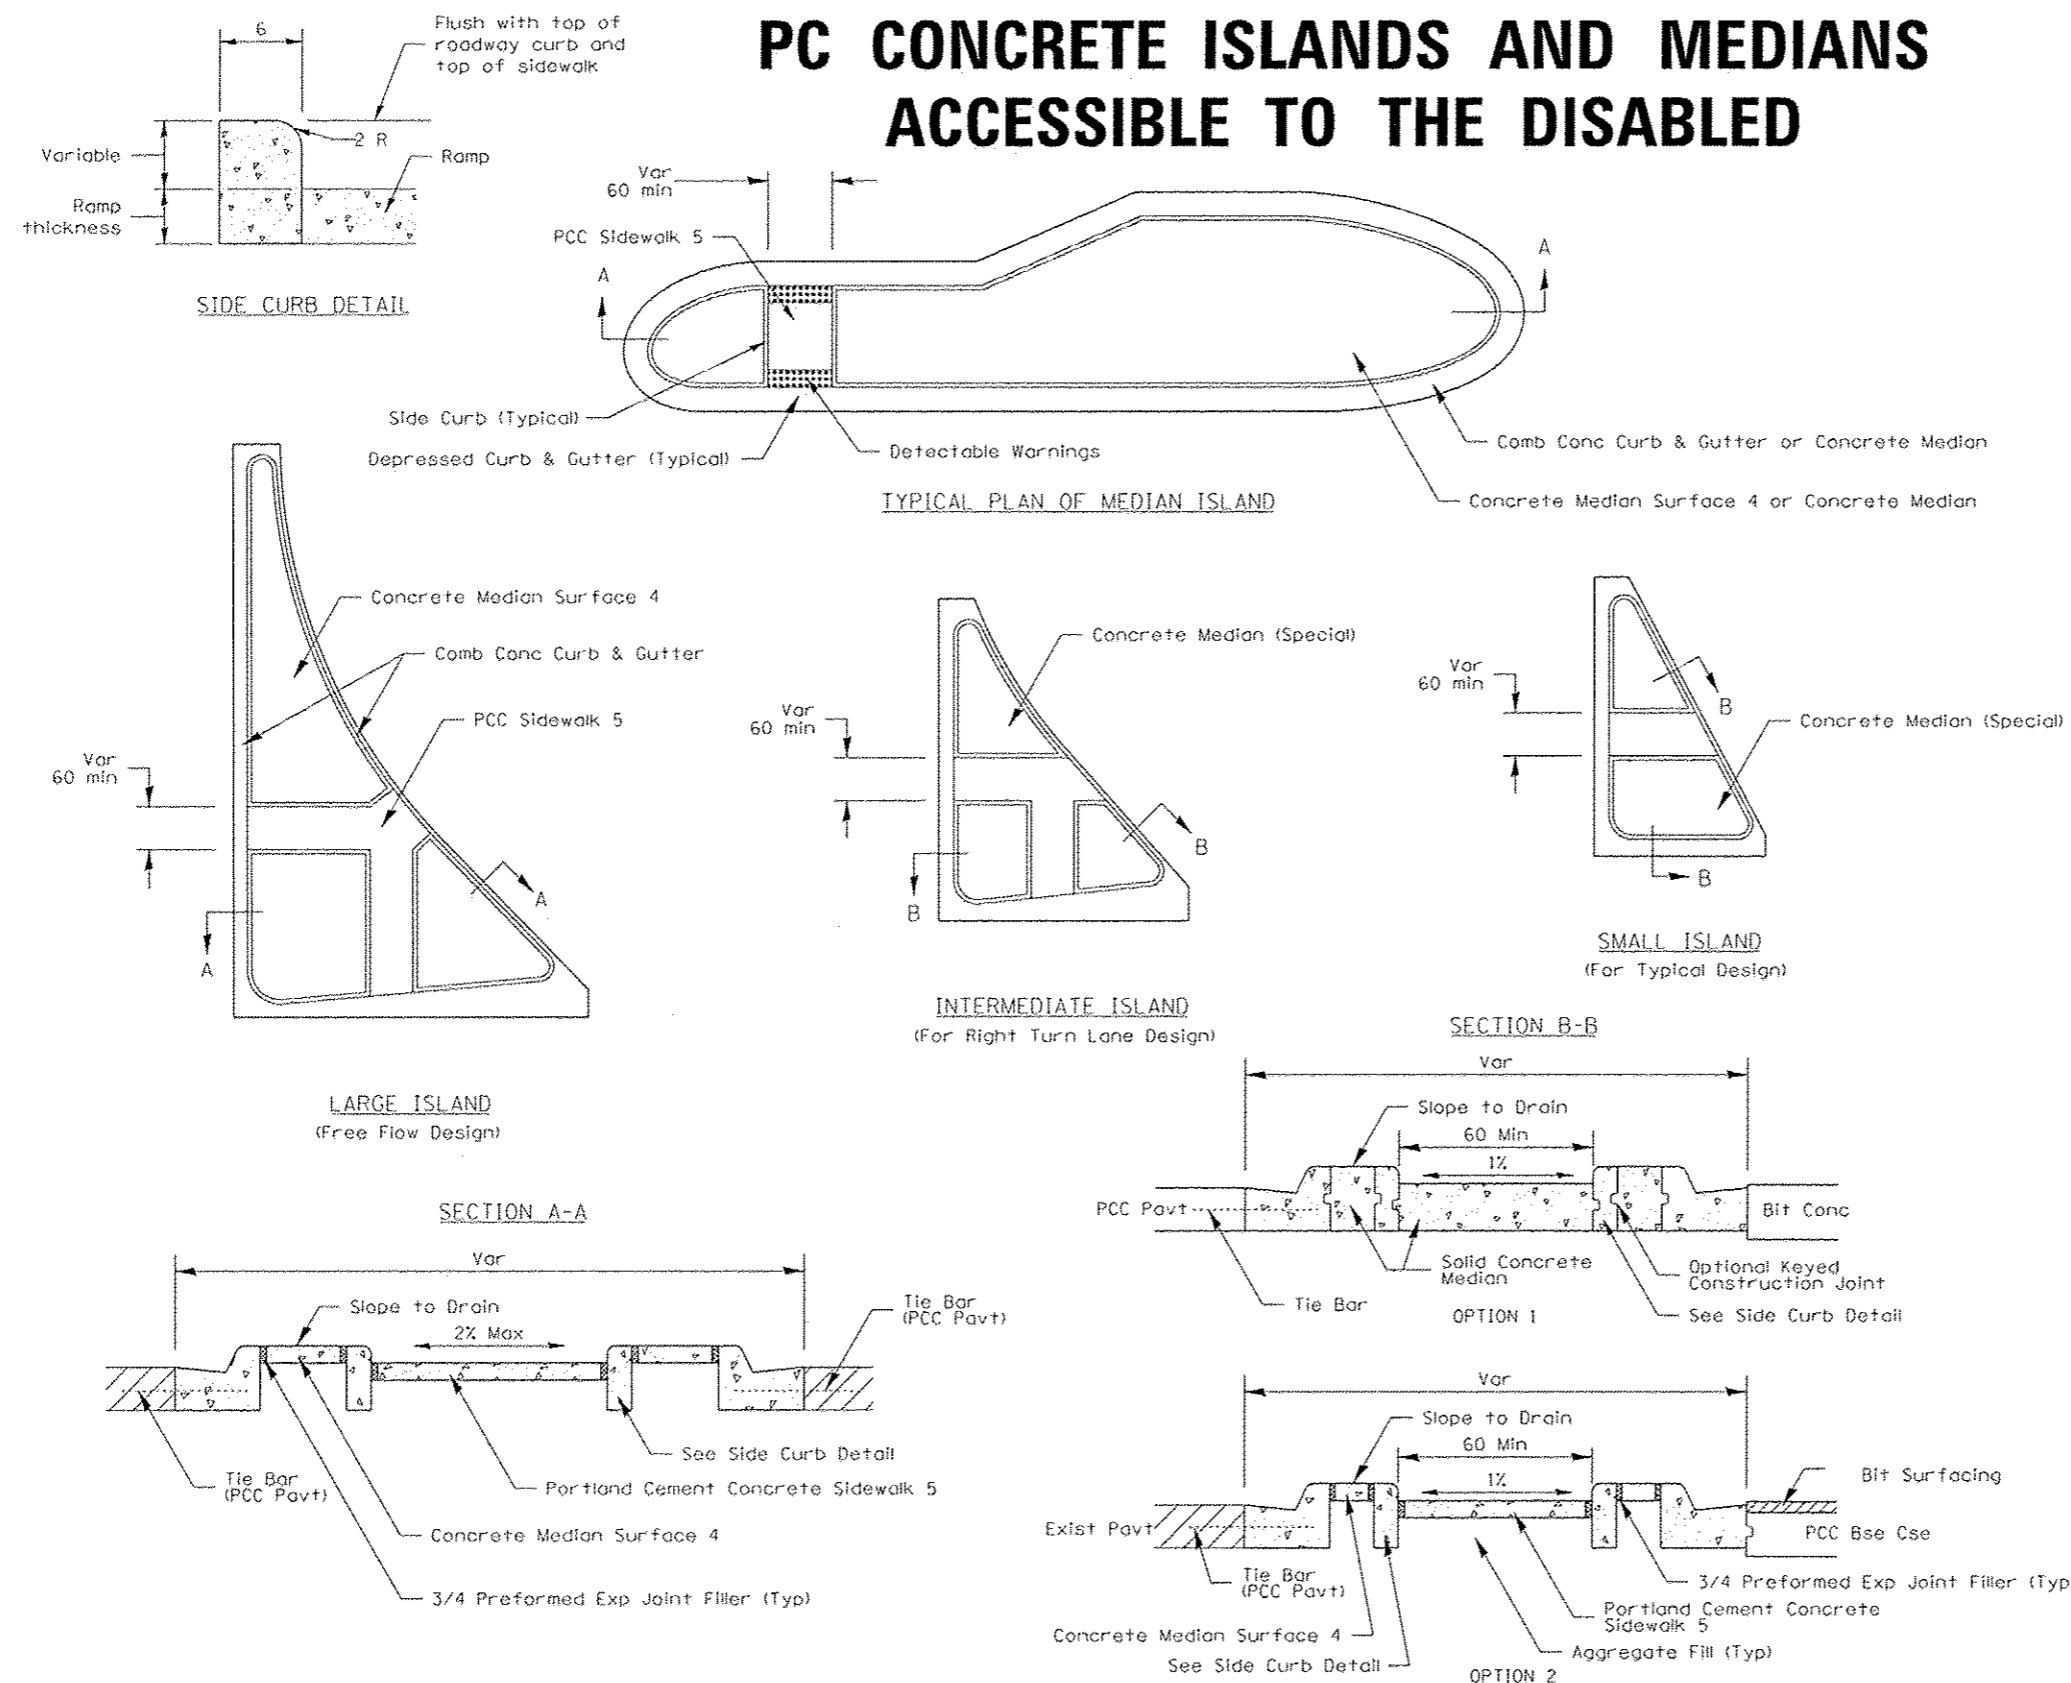 PC CONCRETE ISLANDS AND MEDIANS
ACCESSIBLE TO THE DISABLED
6
Flush with top of
roadway curb and
top of sidewalk
2 R
Variable
Ramp
Ramp
thickness
SIDE CURB DETAIL
Var
60 min
PCC Sidewalk 5
A
A
Side Curb (Typical)
Depressed Curb & Gutter (Typical)
Detectable Warnings
Comb Conc Curb & Gutter or Concrete Median
Concrete Median Surface 4 or Concrete Median
TYPICAL PLAN OF MEDIAN ISLAND
Concrete Median Surface 4
Comb Conc Curb & Gutter
PCC Sidewalk 5
Var
60 min
A
A
LARGE ISLAND
(Free Flow Design)
Concrete Median (Special)
Var
60 min
B
B
INTERMEDIATE ISLAND
(For Right Turn Lane Design)
Var
60 min
B
Concrete Median (Special)
B
SMALL ISLAND
(For Typical Design)
SECTION A-A
Var
Slope to Drain
2% Max
Tie Bar
(PCC Pavt)
See Side Curb Detail
Tie Bar
(PCC Pavt)
Portland Cement Concrete Sidewalk 5
Concrete Median Surface 4
3/4 Preformed Exp Joint Filler (Typ)
SECTION B-B
Var
Slope to Drain
60 Min
1%
PCC Pavt
Bit Conc
Solid Concrete
Median
Optional Keyed
Construction Joint
Tie Bar
See Side Curb Detail
OPTION 1
Var
Slope to Drain
60 Min
1%
Bit Surfacing
Exist Pavt
PCC Bse Cse
Tie Bar
(PCC Pavt)
3/4 Preformed Exp Joint Filler (Typ
Portland Cement Concrete
Sidewalk 5
Concrete Median Surface 4
Aggregate Fill (Typ)
See Side Curb Detail
OPTION 2